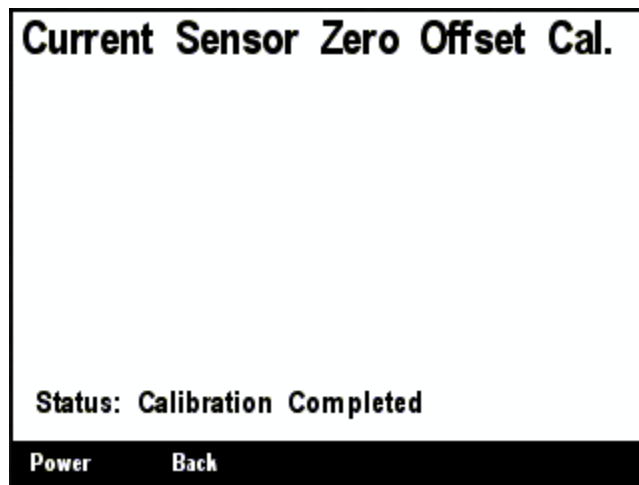 Current Sensor Zero Offset Cal.
Status: Calibration Completed
Power Back